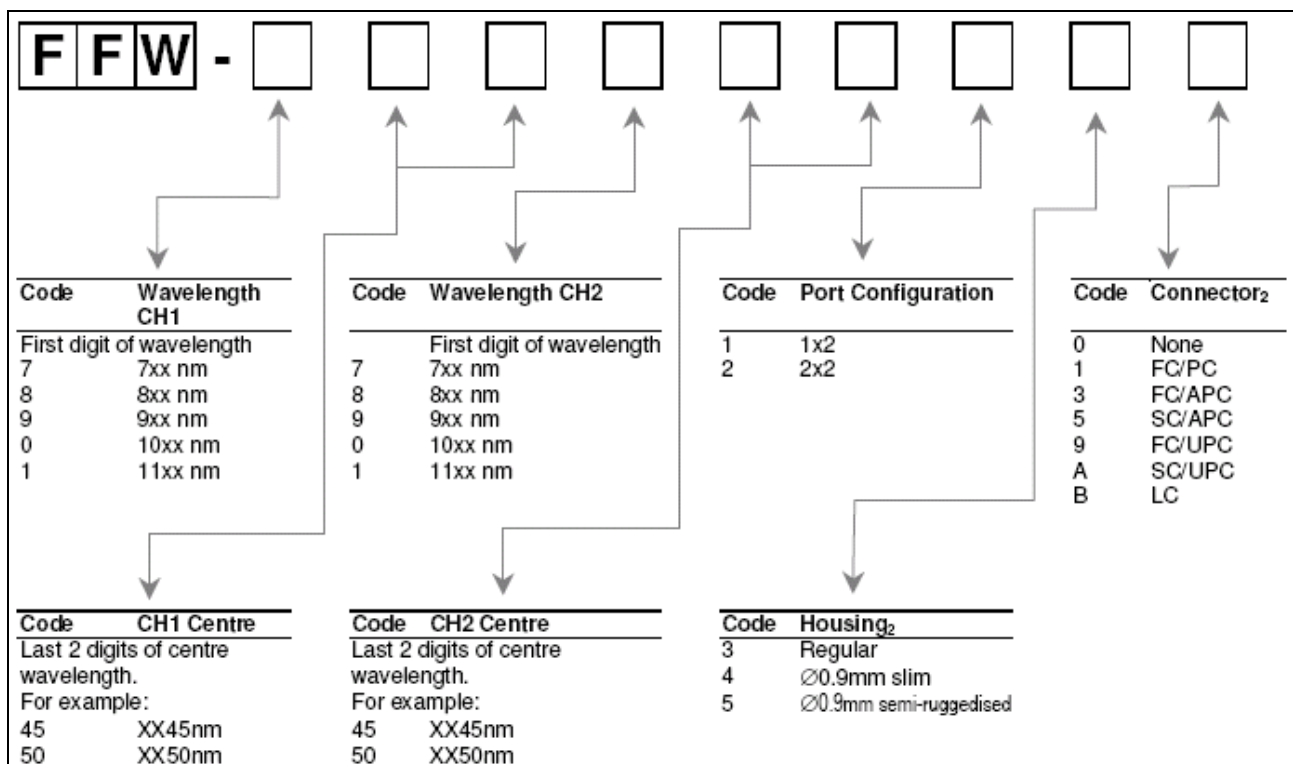 FFW -
Code Wavelength CH1
First digit of wavelength
7 7xx nm
8 8xx nm
9 9xx nm
0 10xx nm
1 11xx nm
Code Wavelength CH2
First digit of wavelength
7 7xx nm
8 8xx nm
9 9xx nm
0 10xx nm
1 11xx nm
Code Port Configuration
1 1x2
2 2x2
Code Connector₂
0 None
1 FC/PC
3 FC/APC
5 SC/APC
9 FC/UPC
A SC/UPC
B LC
Code CH1 Centre
Last 2 digits of centre
wavelength.
For example:
45 XX45nm
50 XX50nm
Code CH2 Centre
Last 2 digits of centre
wavelength.
For example:
45 XX45nm
50 XX50nm
Code Housing₂
3 Regular
4 ∅0.9mm slim
5 ∅0.9mm semi-ruggedised